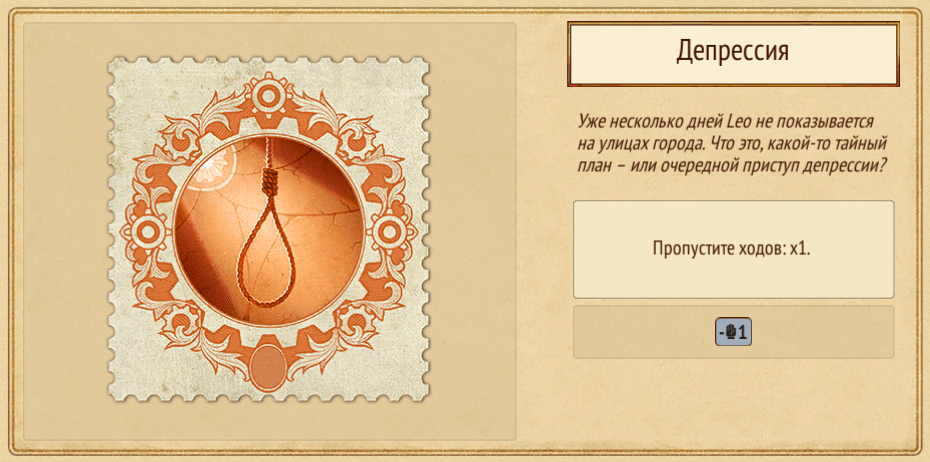 Депрессия
Уже несколько дней Leo не показывается
на улицах города. Что это, какой-то тайный
план – или очередной приступ депрессии?
Пропустите ходов: x1.
-1